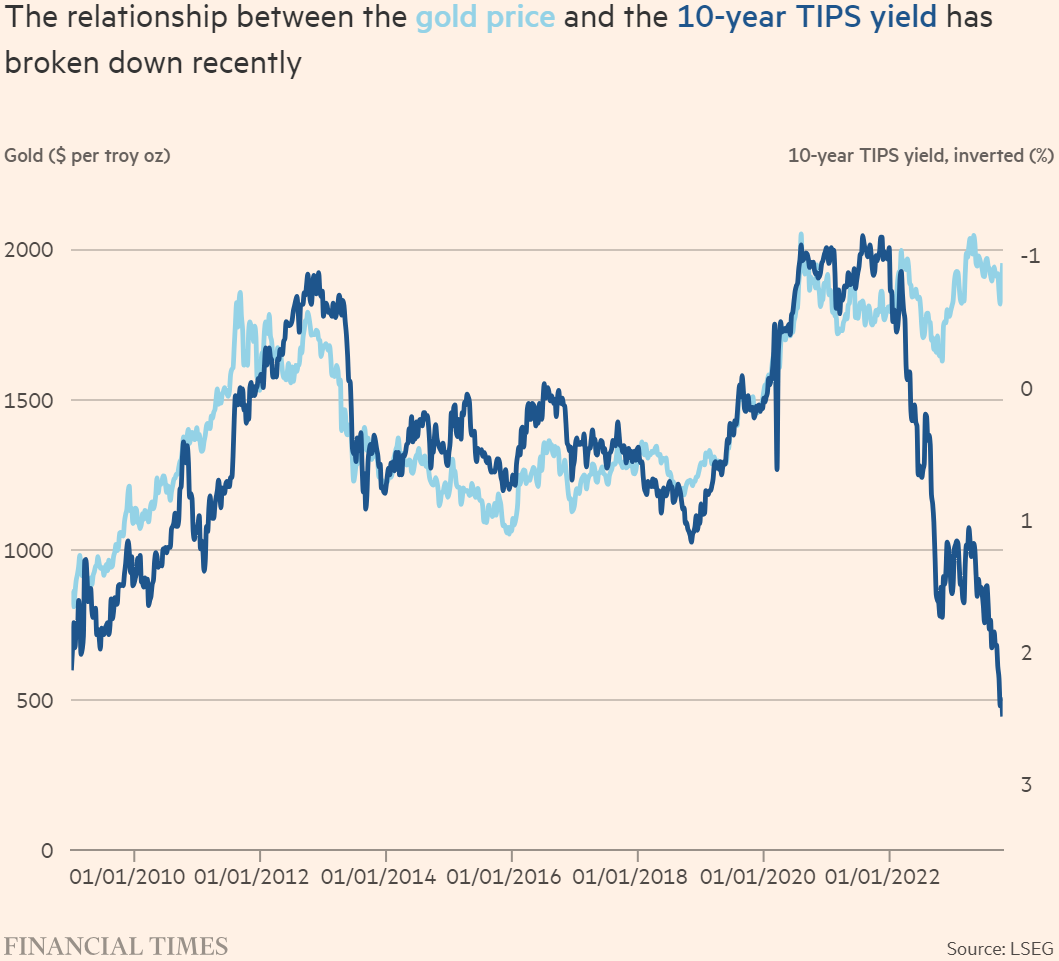 The relationship between the gold price and the 10-year TIPS yield has
broken down recently
Gold ($ per troy oz)
10-year TIPS yield, inverted (%)
2000
-1
1500
0
1000
1
2
500
3
0
01/01/2010 01/01/2012 01/01/2014 01/01/2016 01/01/2018 01/01/2020 01/01/2022
FINANCIAL TIMES
Source: LSEG